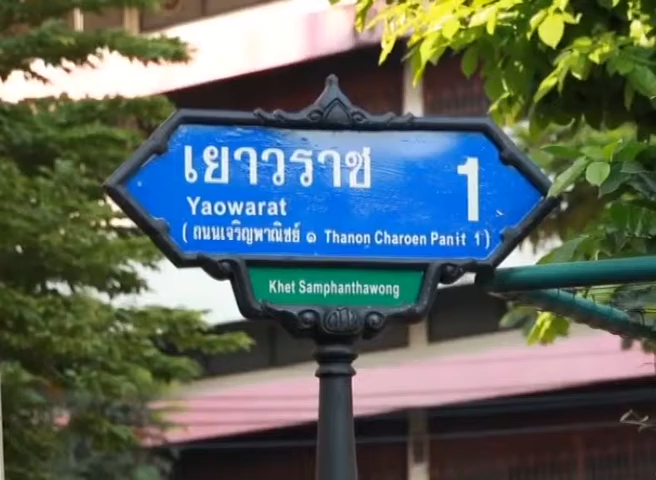 เยาวราช 1
Yaowarat
( ถนนเจริญพาณิชย์ ๑ Thanon Charoen Panit 1 )
Khet Samphanthawong